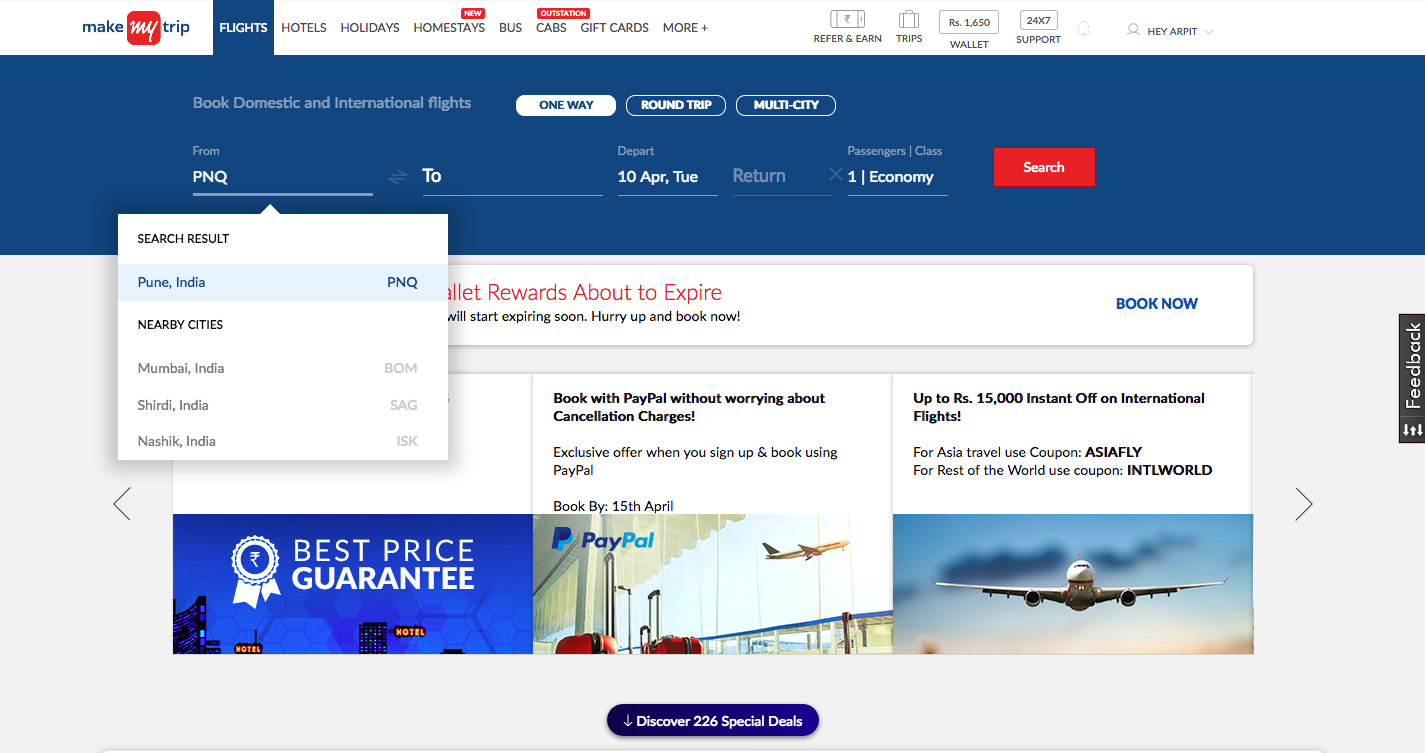 make my trip
FLIGHTS
HOTELS
HOLIDAYS
NEW
HOMESTAYS
BUS
OUTSTATION
CABS
GIFT CARDS
MORE +
₹
REFER & EARN
TRIPS
Rs. 1,650
WALLET
24X7
SUPPORT
HEY ARPIT
Book Domestic and International flights
ONE WAY
ROUND TRIP
MULTI-CITY
From
PNQ
To
Depart
10 Apr, Tue
Return
Passengers | Class
1 | Economy
Search
SEARCH RESULT
Pune, India PNQ
NEARBY CITIES
Mumbai, India BOM
Shirdi, India SAG
Nashik, India ISK
Rewards About to Expire
will start expiring soon. Hurry up and book now!
BOOK NOW
Feedback
Book with PayPal without worrying about
Cancellation Charges!
Exclusive offer when you sign up & book using
PayPal
Book By: 15th April
Up to Rs. 15,000 Instant Off on International
Flights!
For Asia travel use Coupon: ASIAFLY
For Rest of the World use coupon: INTLWORLD
₹
BEST PRICE
GUARANTEE
HOTEL
HOTEL
PayPal
Discover 226 Special Deals